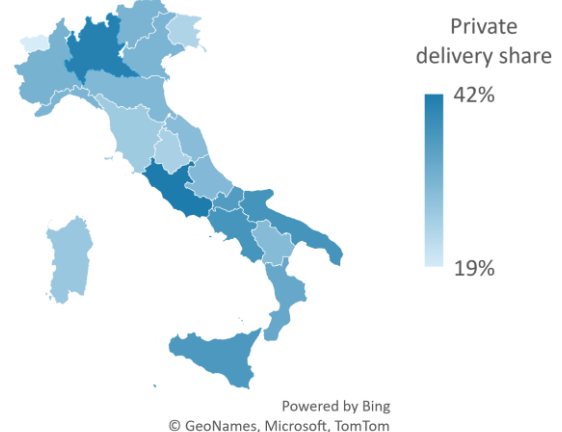 Private
delivery share
42%
19%
Powered by Bing
© GeoNames, Microsoft, TomTom